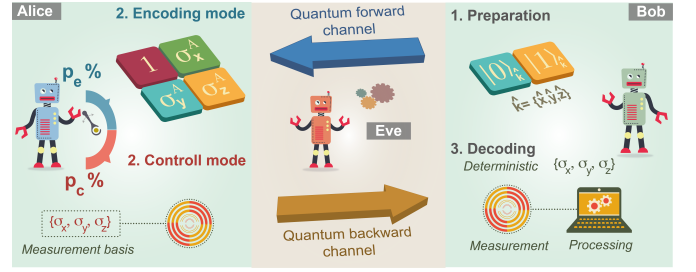 Alice
2. Encoding mode
1 σ_x^A
σ_y^A σ_z^A
p_e%
p_c%
2. Controll mode
{σ_x, σ_y, σ_z}
Measurement basis
Quantum forward
channel
Eve
Quantum backward
channel
1. Preparation
Bob
|0⟩_k̂ |1⟩_k̂
k̂= {x̂,ŷ,ẑ}
3. Decoding
Deterministic {σ_x, σ_y, σ_z}
Measurement
Processing